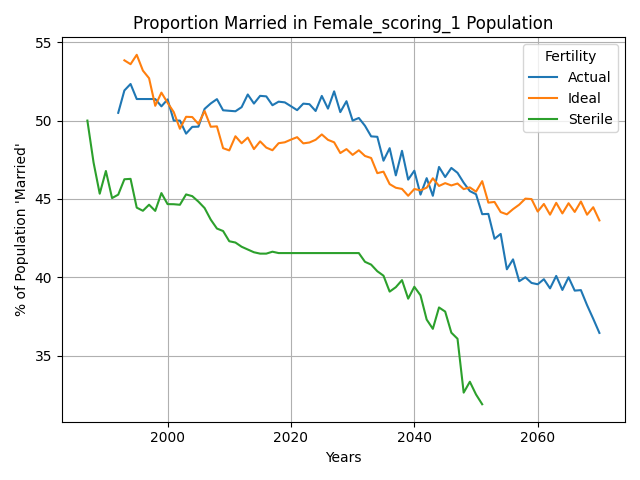 Proportion Married in Female_scoring_1 Population
% of Population 'Married'
55
50
45
40
35
Fertility
Actual
Ideal
Sterile
2000 2020 2040 2060
Years